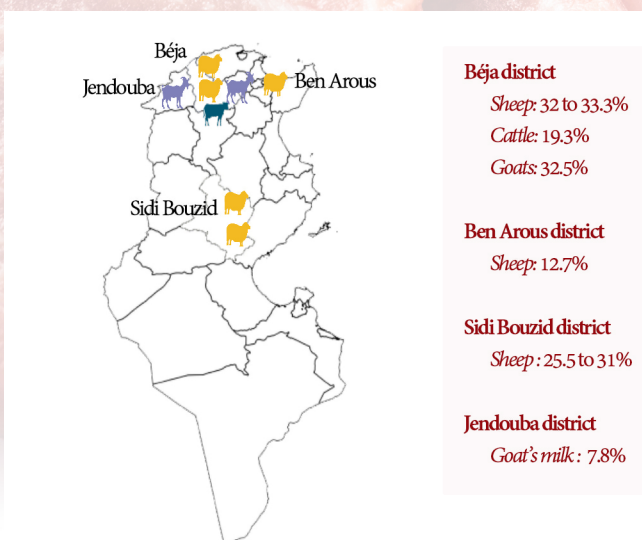 Béja
Jendouba
Ben Arous
Sidi Bouzid
Béja district
Sheep: 32 to 33.3%
Cattle: 19.3%
Goats: 32.5%
Ben Arous district
Sheep: 12.7%
Sidi Bouzid district
Sheep : 25.5 to 31%
Jendouba district
Goat's milk : 7.8%